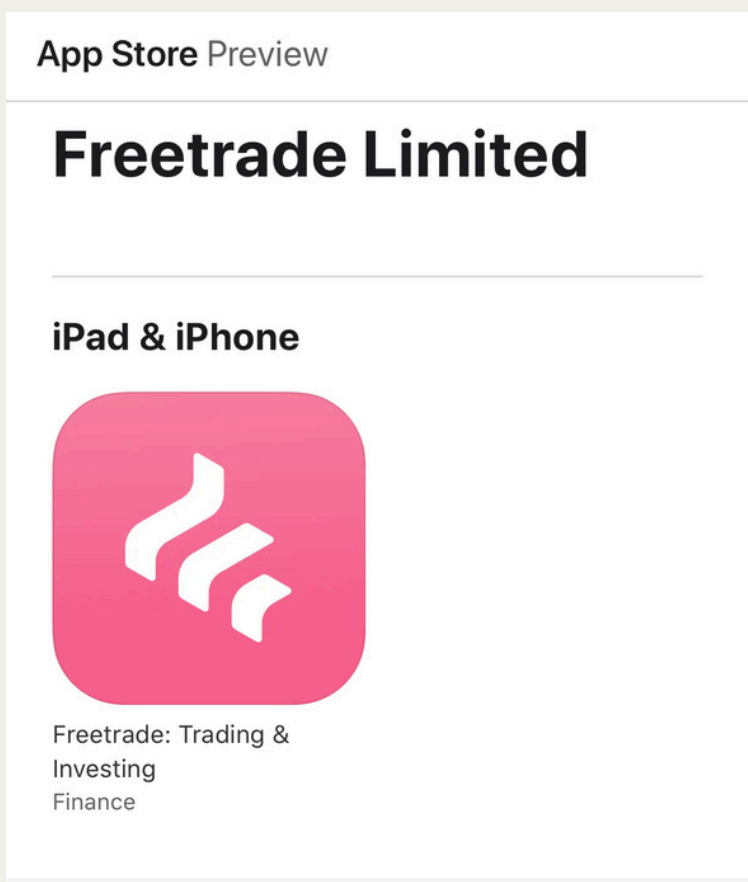 App Store Preview
Freetrade Limited
iPad & iPhone
Freetrade: Trading &
Investing
Finance